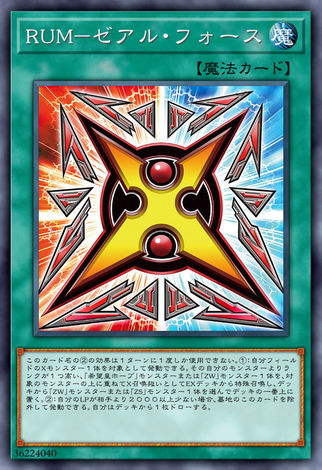 RUM－ゼアル・フォース
魔
【魔法カード】
このカード名の②の効果は１ターンに１度しか使用できない。①：自分フィール
ドのXモンスター１体を対象として発動できる。その自分のモンスターよりラ
ンクが１つ高い、「希望皇ホープ」モンスターまたは「ZW」モンスター１体を、対
象のモンスターの上に重ねてX召喚扱いとしてEXデッキから特殊召喚し、デッ
キから「ZW」モンスターまたは「ZS」モンスター１体を選んでデッキの一番上に
置く。②：自分のLPが相手より２０００以上少ない場合、墓地のこのカードを除
外して発動できる。自分はデッキから１枚ドローする。
36224040